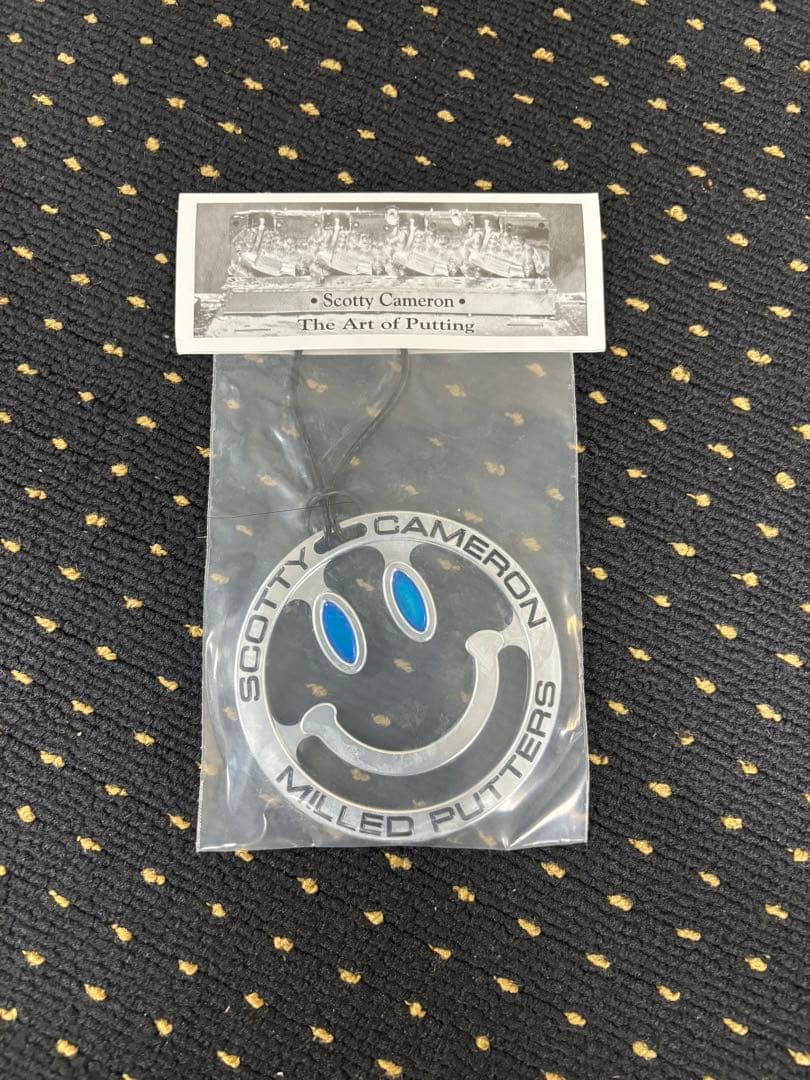 • Scotty Cameron •
The Art of Putting
SCOTTY CAMERON
MILLED PUTTERS